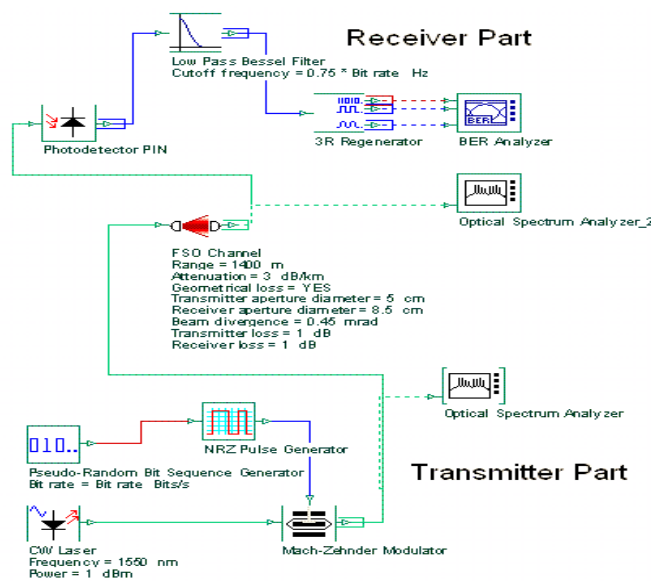 Receiver Part
Low Pass Bessel Filter
Cutoff frequency = 0.75 * Bit rate Hz
Photodetector PIN
3R Regenerator
BER
BER Analyzer
Optical Spectrum Analyzer_2
FSO Channel
Range = 1400 m
Attenuation = 3 dB/km
Geometrical loss = YES
Transmitter aperture diameter = 5 cm
Receiver aperture diameter = 8.5 cm
Beam divergence = 0.45 mrad
Transmitter loss = 1 dB
Receiver loss = 1 dB
Optical Spectrum Analyzer
NRZ Pulse Generator
010..
Pseudo-Random Bit Sequence Generator
Bit rate = Bit rate Bits/s
Transmitter Part
Mach-Zehnder Modulator
CW Laser
Frequency = 1550 nm
Power = 1 dBm